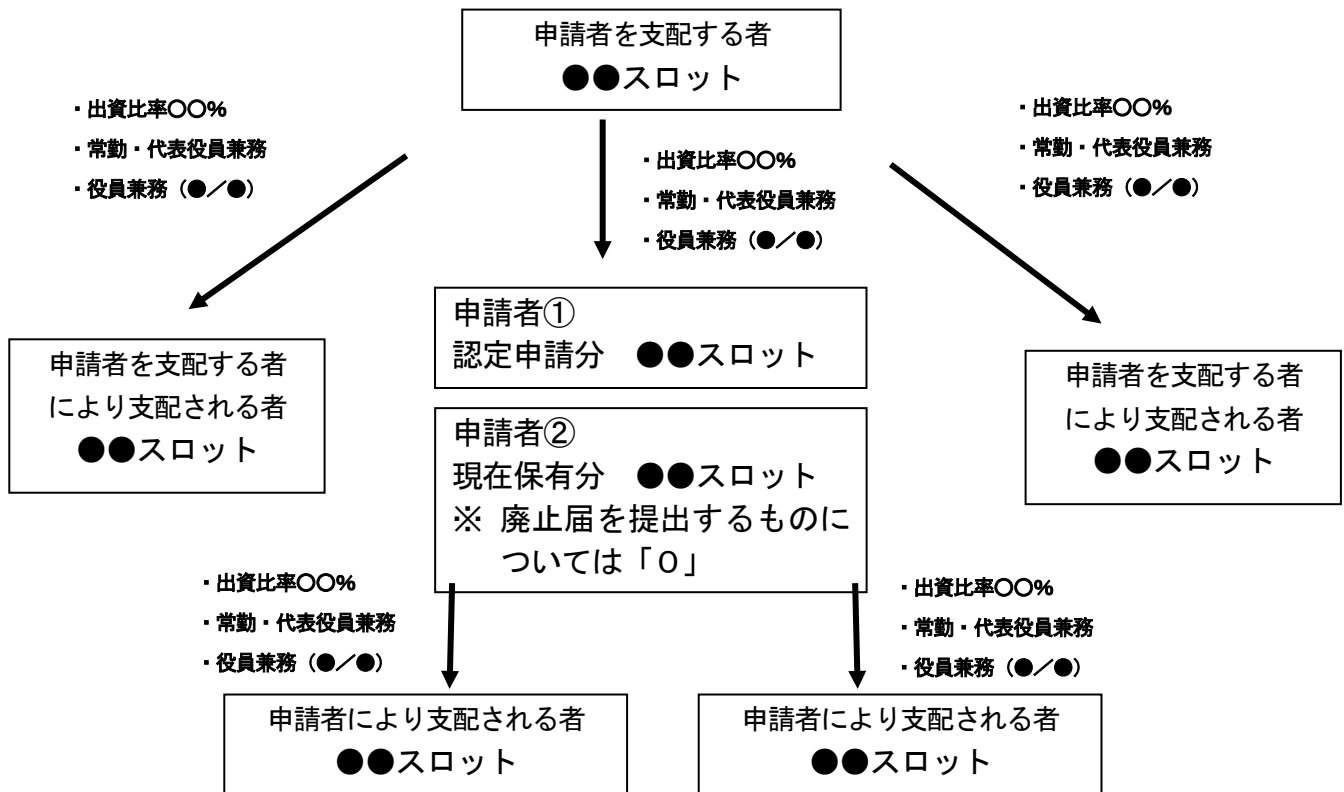 申請者を支配する者
●●スロット
・出資比率〇〇%
・常勤・代表役員兼務
・役員兼務（●／●）
・出資比率〇〇%
・常勤・代表役員兼務
・役員兼務（●／●）
・出資比率〇〇%
・常勤・代表役員兼務
・役員兼務（●／●）
申請者を支配する者
により支配される者
●●スロット
申請者①
認定申請分　●●スロット
申請者②
現在保有分　●●スロット
※ 廃止届を提出するものに
ついては「０」
申請者を支配する者
により支配される者
●●スロット
・出資比率〇〇%
・常勤・代表役員兼務
・役員兼務（●／●）
・出資比率〇〇%
・常勤・代表役員兼務
・役員兼務（●／●）
申請者により支配される者
●●スロット
申請者により支配される者
●●スロット